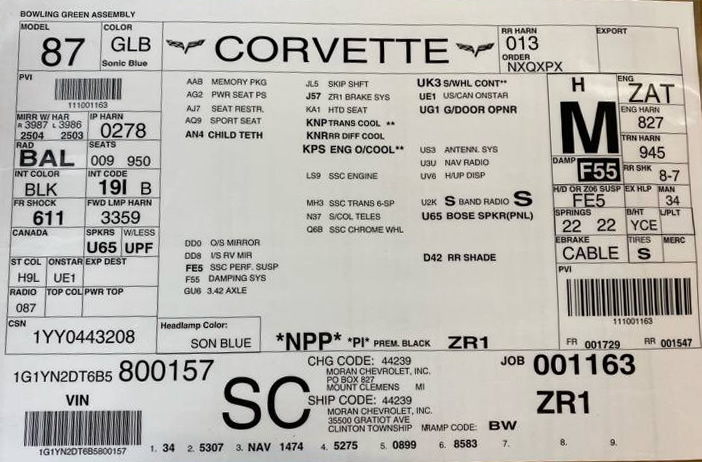 BOWLING GREEN ASSEMBLY
MODEL
87
COLOR
GLB
Sonic Blue
CORVETTE
RR HARN
013
ORDER
NXQXPX
EXPORT
PVI
111001163
MIRR W/ HAR
R 3987 L 3986
2504 2503
IP HARN
0278
RAD
BAL
SEATS
009 950
INT COLOR
BLK
INT CODE
19I B
FR SHOCK
611
FWD LMP HARN
3359
CANADA
SPKRS
U65
W/LESS
UPF
ST COL
H9L
ONSTAR
UE1
EXP DEST
RADIO
087
TOP COL
PWR TOP
CSN
1YY0443208
AAB MEMORY PKG
AG2 PWR SEAT PS
AJ7 SEAT RESTR.
AQ9 SPORT SEAT
AN4 CHILD TETH
DD0 O/S MIRROR
DD8 I/S RV MIR
FE5 SSC PERF. SUSP
F55 DAMPING SYS
GU6 3.42 AXLE
JL5 SKIP SHFT
J57 ZR1 BRAKE SYS
KA1 HTD SEAT
KNP TRANS COOL **
KNR RR DIFF COOL
KPS ENG O/COOL**
LS9 SSC ENGINE
MH3 SSC TRANS 6-SP
N37 S/COL TELES
Q6B SSC CHROME WHL
UK3 S/WHL CONT**
UE1 US/CAN ONSTAR
UG1 G/DOOR OPNR
US3 ANTENN. SYS
U3U NAV RADIO
UV6 H/UP DISP
U2K S BAND RADIO S
U65 BOSE SPKR(PNL)
D42 RR SHADE
H
M
DAMP
F55
ENG
ZAT
ENG HARN
827
TRN HARN
945
RR SHK
8-7
H/D OR Z06 SUSP
FE5
EX HLP
MAN
34
SPRINGS
22 22
B/HT
YCE
L/PLT
EBRAKE
CABLE
TIRES
S
MERC
PVI
111001163
FR 001729 RR 001547
Headlamp Color:
SON BLUE
*NPP* *PI* PREM. BLACK ZR1
1G1YN2DT6B5 800157
VIN
1G1YN2DT6B5800157
SC
CHG CODE: 44239
MORAN CHEVROLET, INC.
PO BOX 827
MOUNT CLEMENS MI
SHIP CODE: 44239
MORAN CHEVROLET, INC.
35500 GRATIOT AVE
CLINTON TOWNSHIP MI
RAMP CODE: BW
JOB 001163
ZR1
1. 34 2. 5307 3. NAV 1474 4. 5275 5. 0899 6. 8583 7. 8. 9.